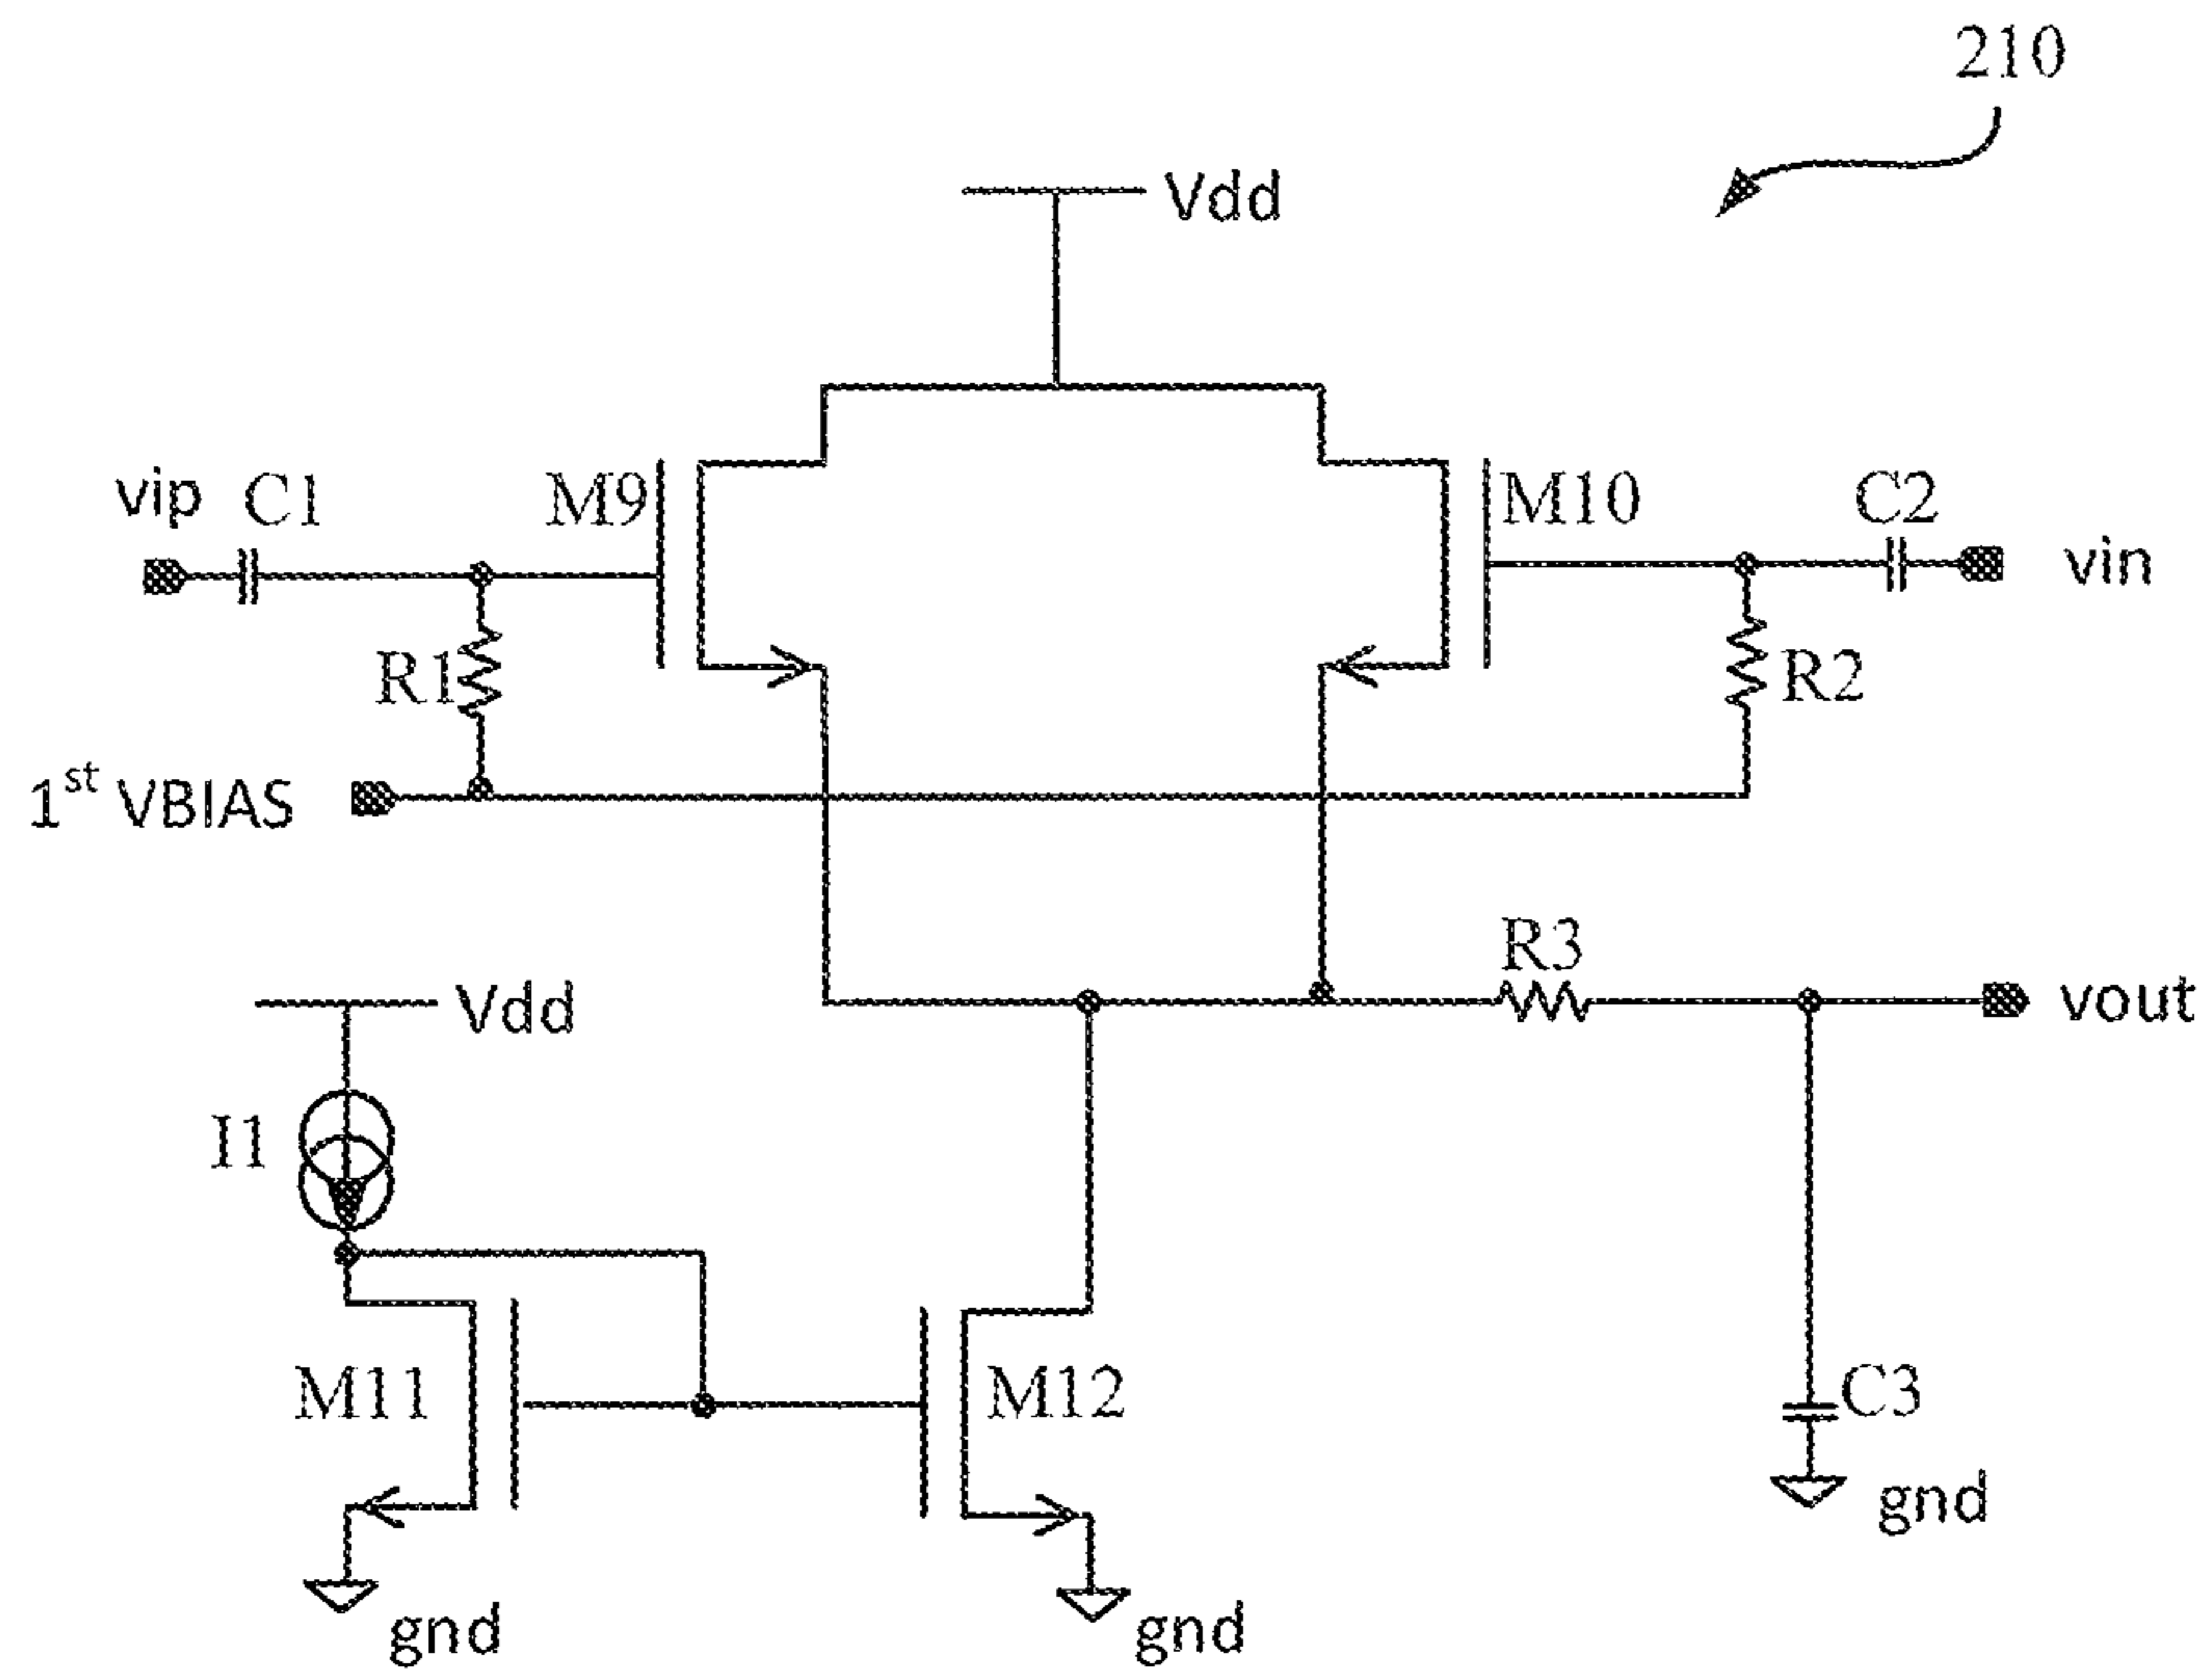 210
Vdd
vip C1 M9 M10 C2 vin
R1 R2
1st VBIAS
R3
Vdd vout
I1
M11 M12 C3
gnd
gnd gnd